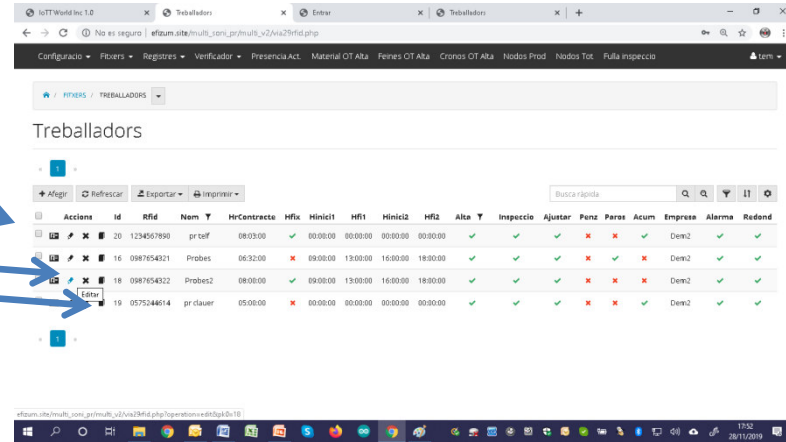 IoTTWorld Inc 1.0
Treballadors
Entrar
Treballadors
No es seguro | efizum.site/multi_soni_pr/multi_v2/via29rfid.php
Configuracio Fitxers Registres Verificador Presencia.Act. Material OT Alta Feines OT Alta Cronos OT Alta Nodos Prod Nodos Tot Fulla inspeccio tem
/ FITXERS / TREBALLADORS
Treballadors
« 1 »
+ Afegir Refrescar Exportar Imprimir Busca ràpida
Accions Id Rfid Nom HrContracte Hfix Hinici1 Hfi1 Hinici2 Hfi2 Alta Inspeccio Ajustar Penz Paros Acum Empresa Alarma Redond
20 1234567890 pr telf 08:03:00 00:00:00 00:00:00 00:00:00 00:00:00 Dem2
16 0987654321 Probes 06:32:00 09:00:00 13:00:00 16:00:00 18:00:00 Dem2
18 0987654322 Probes2 08:00:00 09:00:00 13:00:00 16:00:00 18:00:00 Dem2
Editar
19 0575244614 pr clauer 05:00:00 00:00:00 00:00:00 00:00:00 00:00:00 Dem2
« 1 »
efizum.site/multi_soni_pr/multi_v2/via29rfid.php?operation=edit&pk0=18
17:52
28/11/2019